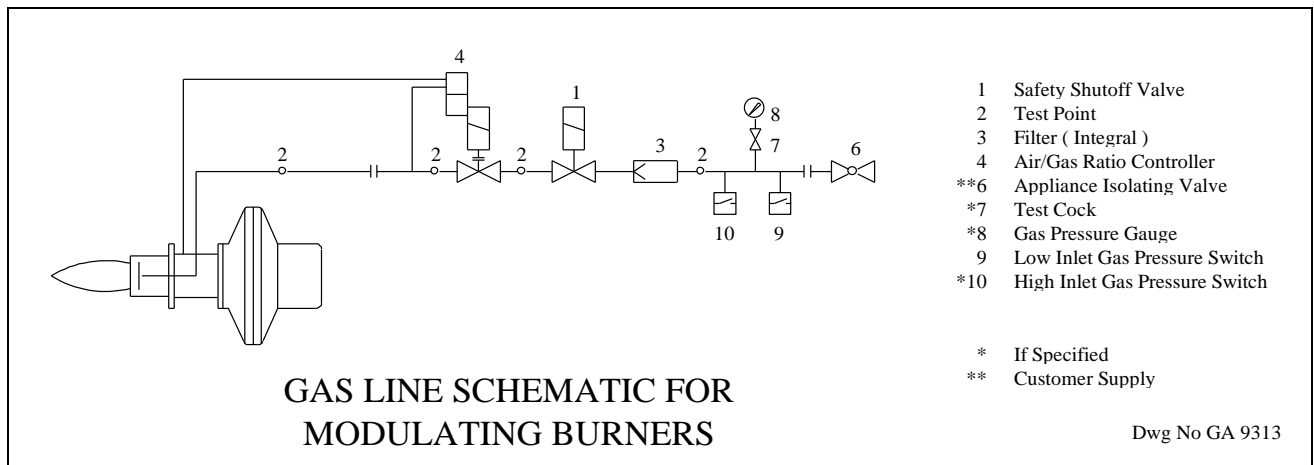 4
1
8
2
2
2
3
2
7
6
10
9
1 Safety Shutoff Valve
2 Test Point
3 Filter ( Integral )
4 Air/Gas Ratio Controller
**6 Appliance Isolating Valve
*7 Test Cock
*8 Gas Pressure Gauge
9 Low Inlet Gas Pressure Switch
*10 High Inlet Gas Pressure Switch
* If Specified
** Customer Supply
GAS LINE SCHEMATIC FOR
MODULATING BURNERS
Dwg No GA 9313